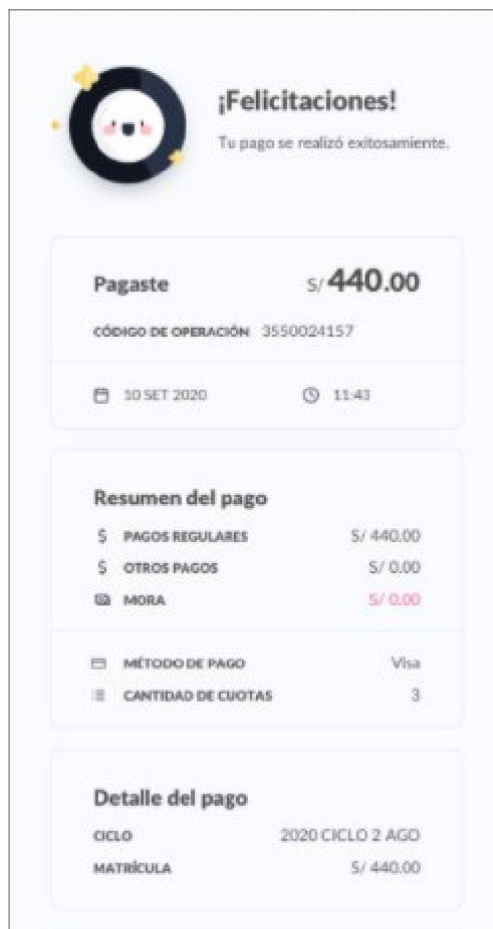 ¡Felicitaciones!
Tu pago se realizó exitosamente.
Pagaste S/ 440.00
CÓDIGO DE OPERACIÓN 3550024157
10 SET 2020 11:43
Resumen del pago
$ PAGOS REGULARES S/ 440.00
$ OTROS PAGOS S/ 0.00
MORA S/ 0.00
MÉTODO DE PAGO Visa
CANTIDAD DE CUOTAS 3
Detalle del pago
CICLO 2020 CICLO 2 AGO
MATRÍCULA S/ 440.00